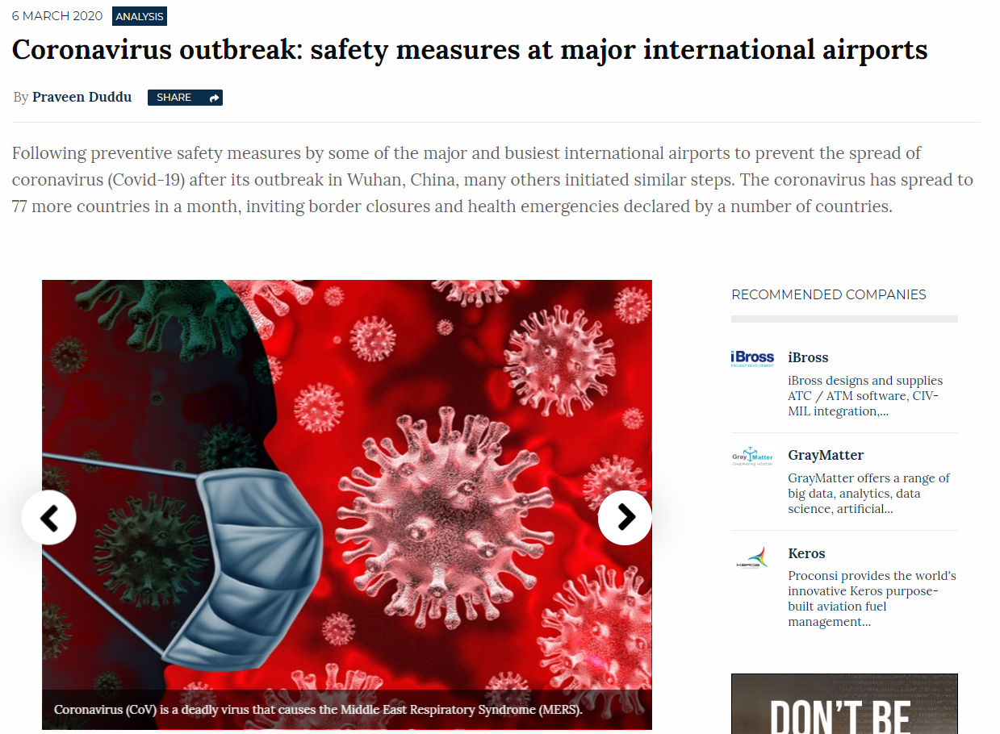 6 MARCH 2020 ANALYSIS
Coronavirus outbreak: safety measures at major international airports
By Praveen Duddu SHARE
Following preventive safety measures by some of the major and busiest international airports to prevent the spread of
coronavirus (Covid-19) after its outbreak in Wuhan, China, many others initiated similar steps. The coronavirus has spread to
77 more countries in a month, inviting border closures and health emergencies declared by a number of countries.
Coronavirus (CoV) is a deadly virus that causes the Middle East Respiratory Syndrome (MERS).
RECOMMENDED COMPANIES
iBross
PROJECT DEVELOPMENT
iBross
iBross designs and supplies
ATC / ATM software, CIV-
MIL integration,...
GrayMatter
GrayMatter
GrayMatter offers a range of
big data, analytics, data
science, artificial...
KEROS
Keros
Proconsi provides the world's
innovative Keros purpose-
built aviation fuel
management...
DON'T BE